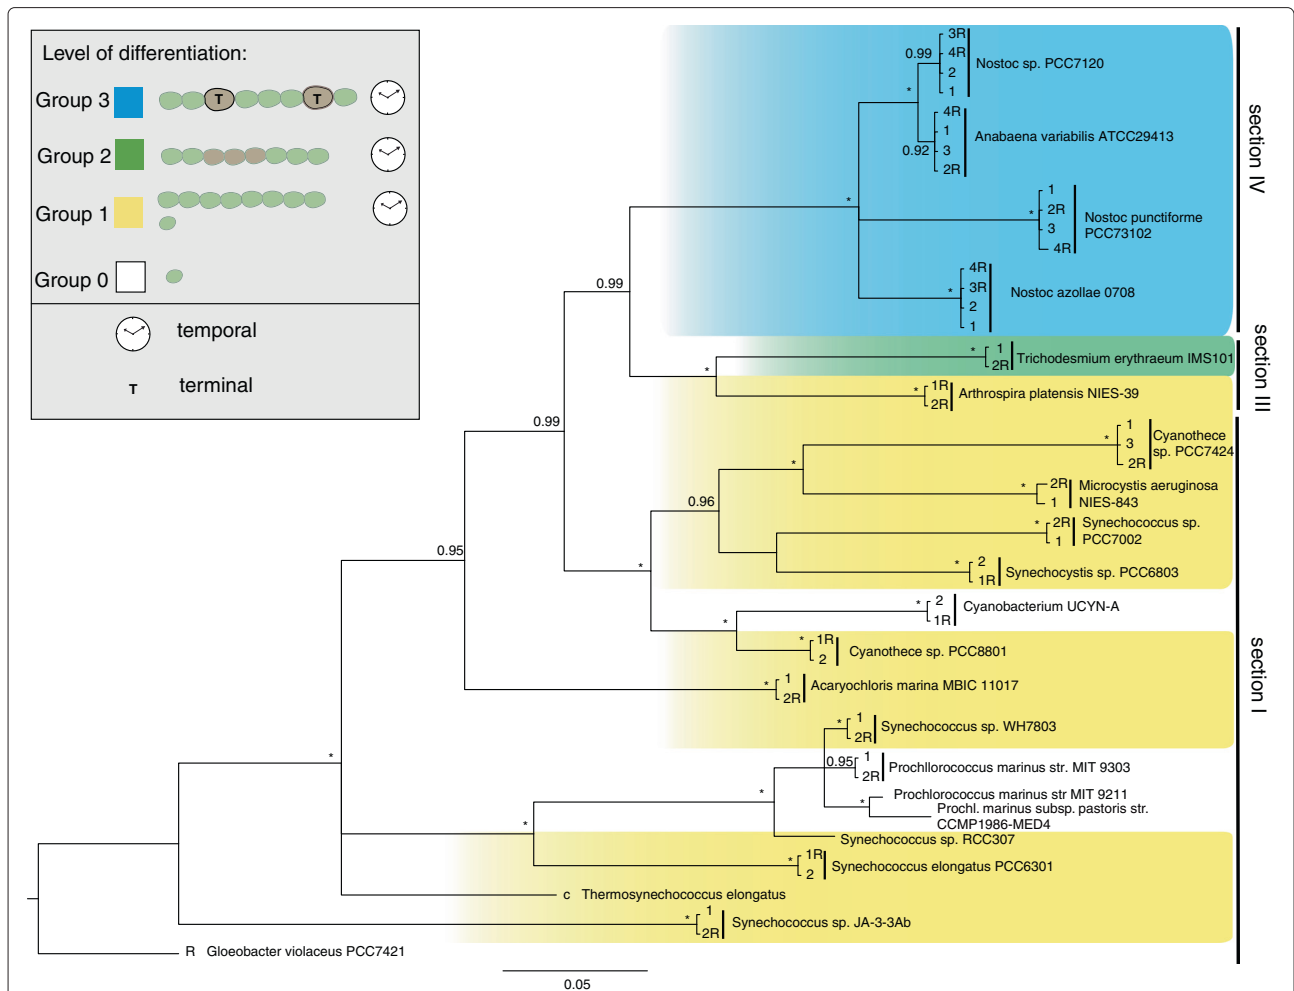 Level of differentiation:
Group 3
T
T
Group 2
Group 1
Group 0
temporal
T terminal
3R
0.99
4R
Nostoc sp. PCC7120
2
1
*
4R
1
Anabaena variabilis ATCC29413
3
0.92
2R
section IV
1
*
2R
Nostoc punctiforme
*
3
PCC73102
4R
4R
0.99
*
3R
Nostoc azollae 0708
2
1
section III
*
1
Trichodesmium erythraeum IMS101
2R
*
*
1R
Arthrospira platensis NIES-39
2R
0.99
1
Cyanothece
*
3
sp. PCC7424
2R
*
*
2R
Microcystis aeruginosa
1
NIES-843
0.96
*
2R
Synechococcus sp.
1
PCC7002
0.95
*
*
2
Synechocystis sp. PCC6803
1R
*
2
Cyanobacterium UCYN-A
1R
*
*
1R
Cyanothece sp. PCC8801
2
section I
*
1
Acaryochloris marina MBIC 11017
2R
*
1
Synechococcus sp. WH7803
2R
*
0.95
1
Prochllorococcus marinus str. MIT 9303
2R
*
*
Prochlorococcus marinus str MIT 9211
Prochl. marinus subsp. pastoris str.
CCMP1986-MED4
*
Synechococcus sp. RCC307
*
1R
Synechococcus elongatus PCC6301
2
c Thermosynechococcus elongatus
*
1
Synechococcus sp. JA-3-3Ab
2R
R Gloeobacter violaceus PCC7421
0.05